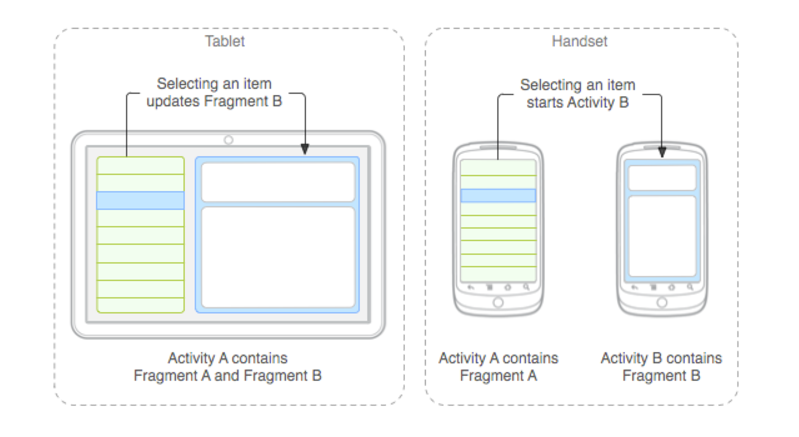 Tablet
Selecting an item
updates Fragment B
Activity A contains
Fragment A and Fragment B
Handset
Selecting an item
starts Activity B
Activity A contains
Fragment A
Activity B contains
Fragment B